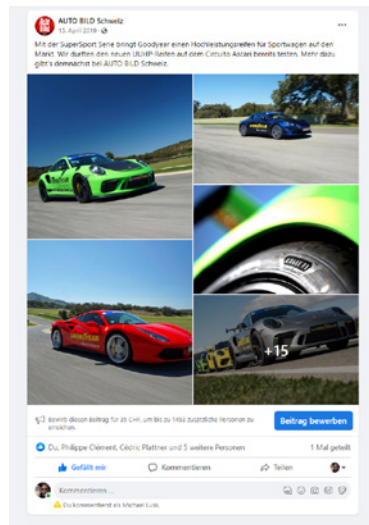 AUTO BILD Schweiz
15. April 2019 ·
Mit der SuperSport Serie bringt Goodyear einen Hochleistungsreifen für Sportwagen auf den
Markt. Wir durften den neuen UUHP-Reifen auf dem Circuito Ascari bereits testen. Mehr dazu
gibt's demnächst bei AUTO BILD Schweiz.
GOODYEAR
GOODYEAR
+15
Bewirb diesen Beitrag für 35 CHF, um bis zu 1453 zusätzliche Personen zu
erreichen.
Beitrag bewerben
Du, Philippe Clément, Cédric Plattner und 5 weitere Personen
1 Mal geteilt
Gefällt mir
Kommentieren
Teilen
Kommentieren ...
Du kommentierst als Michael Lusk.